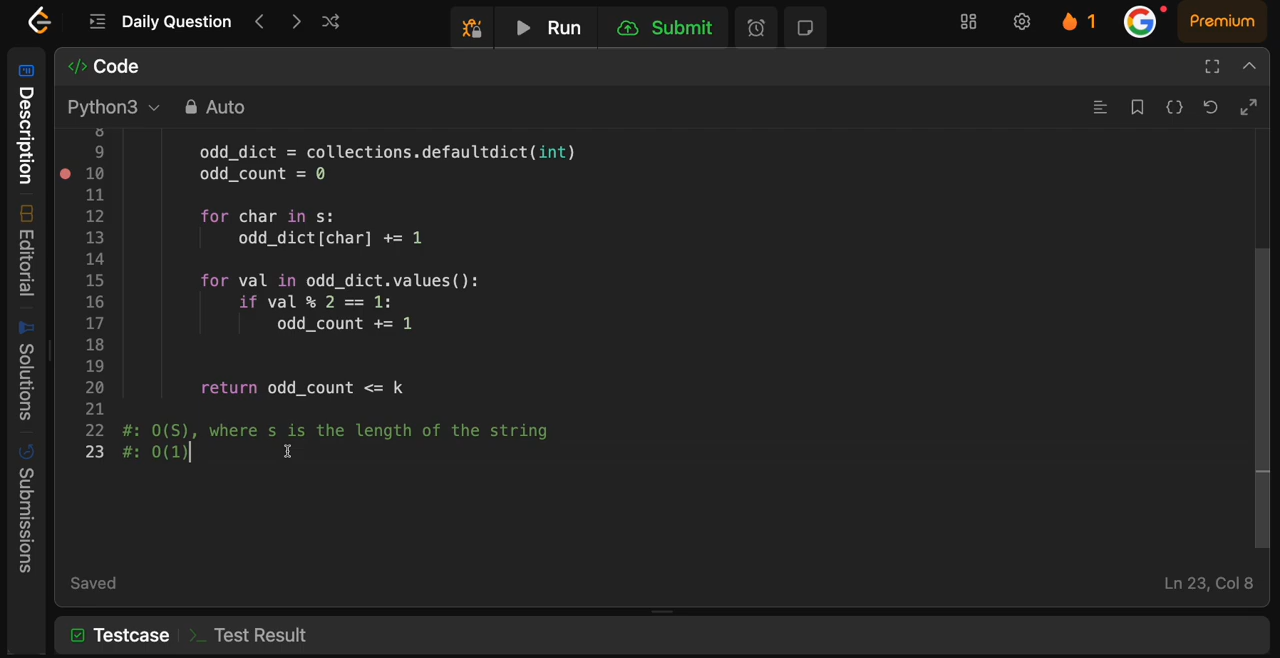 Daily Question
Run
Submit
1
Premium
</> Code
Python3
Auto
8
9 odd_dict = collections.defaultdict(int)
10 odd_count = 0
11
12 for char in s:
13 odd_dict[char] += 1
14
15 for val in odd_dict.values():
16 if val % 2 == 1:
17 odd_count += 1
18
19
20 return odd_count <= k
21
22 #: O(S), where s is the length of the string
23 #: O(1)
Saved
Ln 23, Col 8
Testcase
Test Result
Description
Editorial
Solutions
Submissions